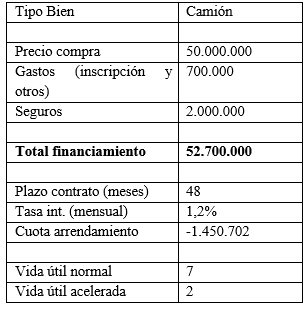 Tipo Bien Camión
Precio compra 50.000.000
Gastos (inscripción y 700.000
otros)
Seguros 2.000.000
Total financiamiento 52.700.000
Plazo contrato (meses) 48
Tasa int. (mensual) 1,2%
Cuota arrendamiento -1.450.702
Vida útil normal 7
Vida útil acelerada 2